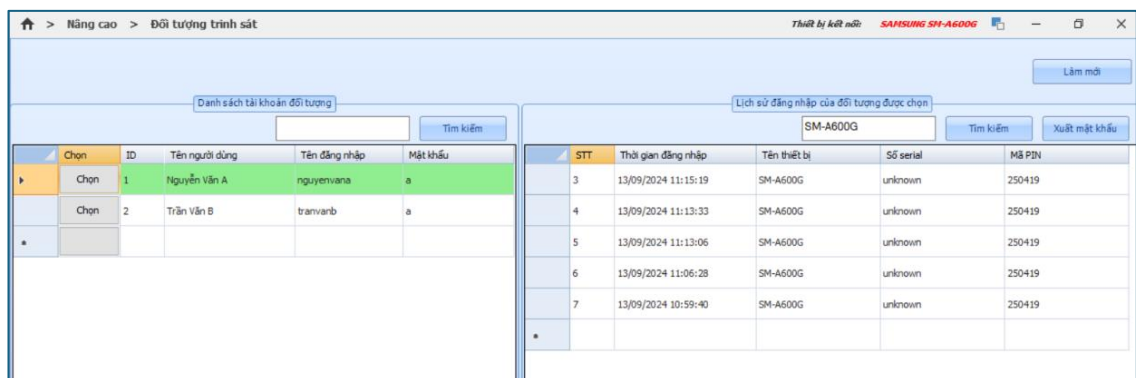 > Nâng cao > Đối tượng trinh sát Thiết bị kết nối: SAMSUNG SM-A600G
Làm mới
Danh sách tài khoản đối tượng
Tìm kiếm
Chọn ID Tên người dùng Tên đăng nhập Mật khẩu
Chọn 1 Nguyễn Văn A nguyenvana a
Chọn 2 Trần Văn B tranvanb a
Lịch sử đăng nhập của đối tượng được chọn
SM-A600G Tìm kiếm Xuất mật khẩu
STT Thời gian đăng nhập Tên thiết bị Số serial Mã PIN
3 13/09/2024 11:15:19 SM-A600G unknown 250419
4 13/09/2024 11:13:33 SM-A600G unknown 250419
5 13/09/2024 11:13:06 SM-A600G unknown 250419
6 13/09/2024 11:06:28 SM-A600G unknown 250419
7 13/09/2024 10:59:40 SM-A600G unknown 250419